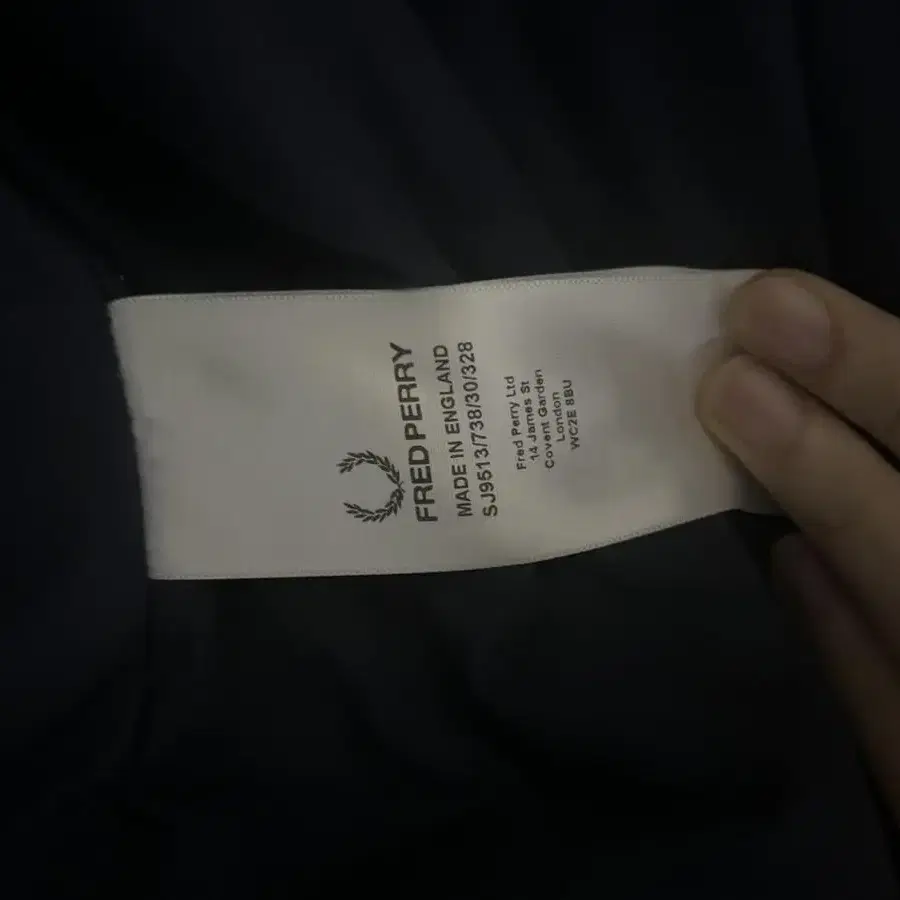 FRED PERRY
MADE IN ENGLAND
SJ9513/738/30/328
Fred Perry Ltd
14 James St
Covent Garden
London
WC2E 8BU